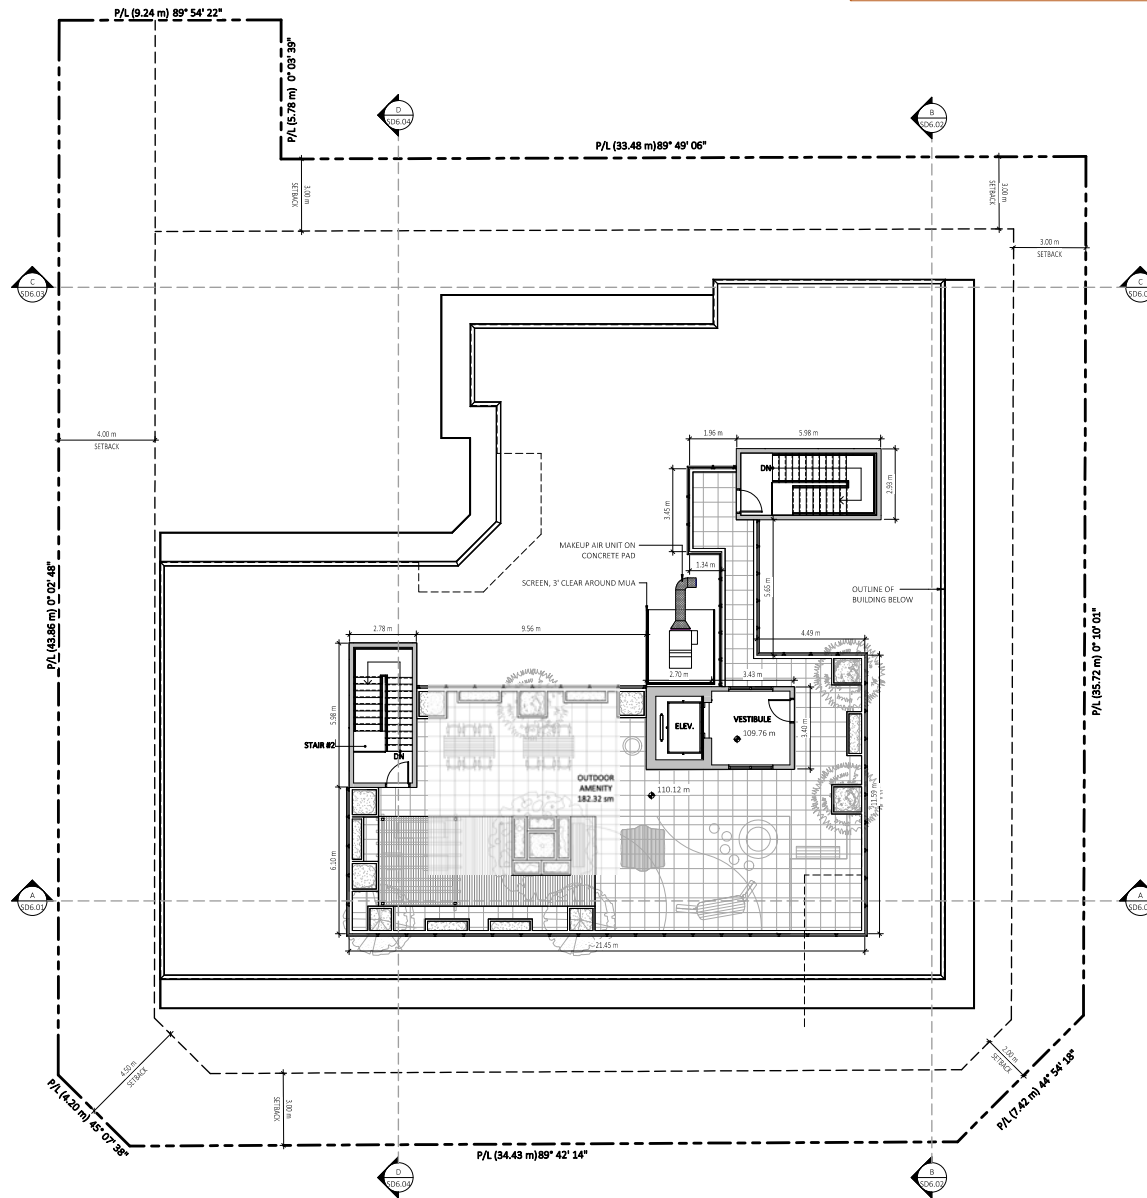 P/L (9.24 m) 89° 54' 22"
P/L (5.78 m) 0° 03' 39"
D
SD6.04
B
SD6.02
P/L (33.48 m)89° 49' 06"
3.00 m
SETBACK
3.00 m
SETBACK
3.00 m
SETBACK
C
SD6.03
C
4.00 m
SETBACK
1.96 m
5.98 m
DN
2.93 m
3.45 m
MAKEUP AIR UNIT ON
CONCRETE PAD
1.34 m
SCREEN, 3' CLEAR AROUND MUA
5.65 m
OUTLINE OF
BUILDING BELOW
P/L (43.86 m) 0° 02' 48"
P/L (35.72 m) 0° 10' 01"
2.78 m
9.56 m
4.49 m
2.70 m
3.43 m
5.98 m
STAIR #2
DN
ELEV.
VESTIBULE
109.76 m
3.40 m
OUTDOOR
AMENITY
182.32 sm
110.12 m
11.59 m
6.10 m
A
SD6.01
A
21.45 m
4.50 m
SETBACK
2.00 m
SETBACK
3.00 m
SETBACK
P/L (4.20 m) 45° 07' 38"
P/L (7.42 m) 44° 54' 18"
P/L (34.43 m)89° 42' 14"
D
SD6.04
B
SD6.02